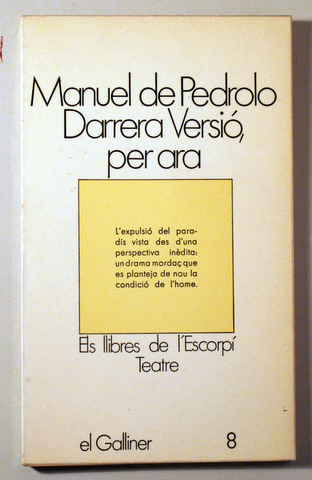 Manuel de Pedrolo
Darrera Versió,
per ara
L'expulsió del para-
dís vista des d'una
perspectiva inèdita:
un drama mordaç que
es planteja de nou la
condició de l'home.
Els llibres de l'Escorpí
Teatre
el Galliner 8